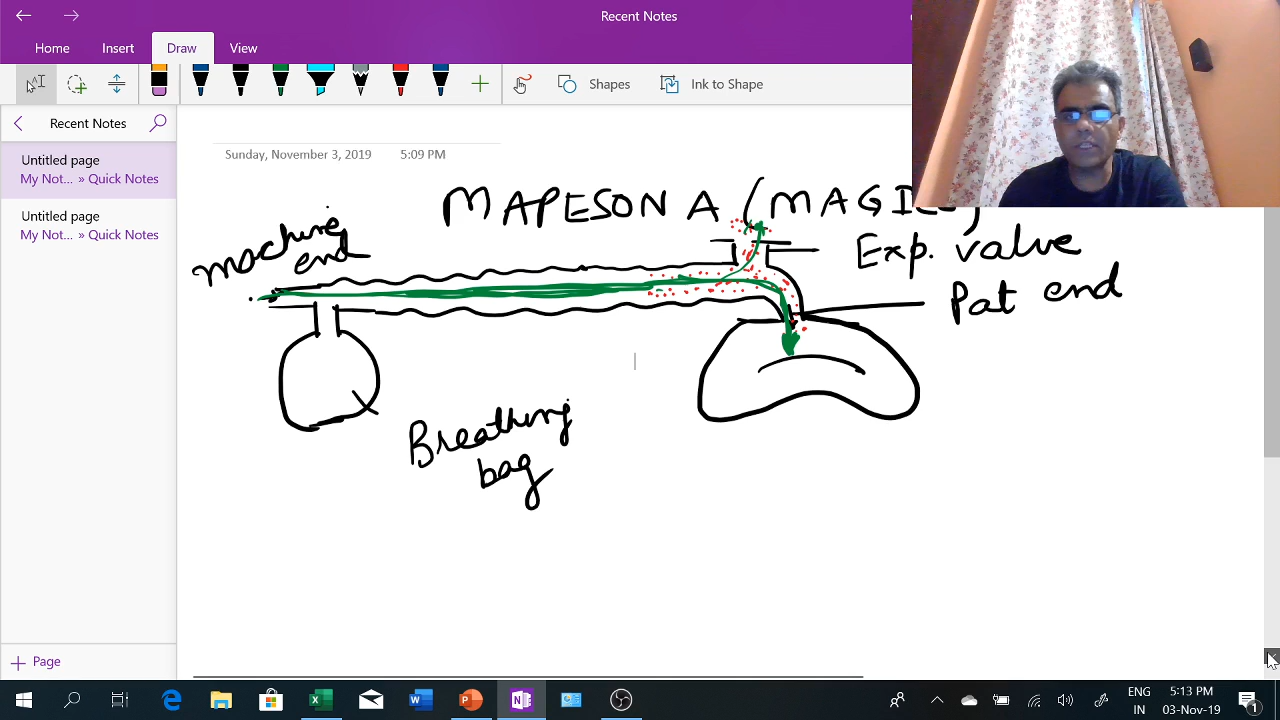 Recent Notes
Home Insert Draw View
Shapes Ink to Shape
Recent Notes
Untitled page
My Not... » Quick Notes
Untitled page
My Not... » Quick Notes
Sunday, November 3, 2019 5:09 PM
MAPESON A (MAGILL)
machine
end
Exp. valve
Pat end
Breathing
bag
Page
ENG
IN
5:13 PM
03-Nov-19
1